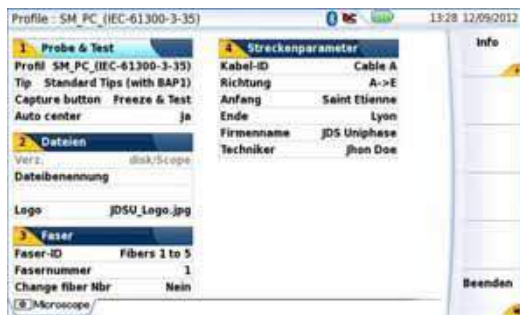 Profile : SM_PC_(IEC-61300-3-35)
13:28 12/09/2012
1 Probe & Test
Profil SM_PC_(IEC-61300-3-35)
Tip Standard Tips (with BAP1)
Capture button Freeze & Test
Auto center Ja
2 Dateien
Verz. disk/Scope
Dateibenennung
Logo JDSU_Logo.jpg
3 Faser
Faser-ID Fibers 1 to 5
Fasernummer 1
Change fiber Nbr Nein
Microscope
4 Streckenparameter
Kabel-ID Cable A
Richtung A->E
Anfang Saint Etienne
Ende Lyon
Firmenname JDS Uniphase
Techniker Jhon Doe
Info
Beenden